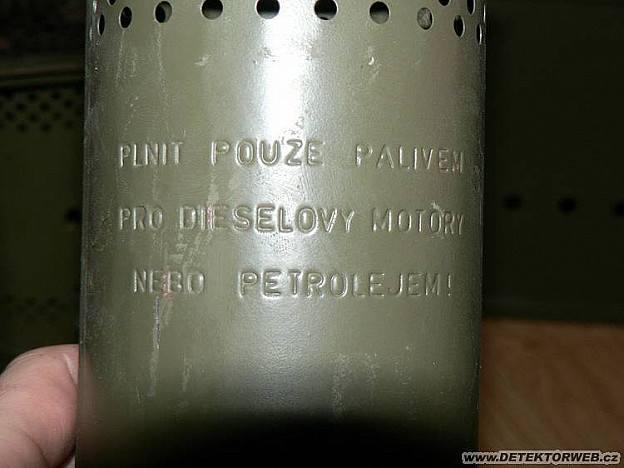 PLNIT POUZE PALIVEM
PRO DIESELOVY MOTORY
NEBO PETROLEJEM!
www.DETEKTORWEB.cz